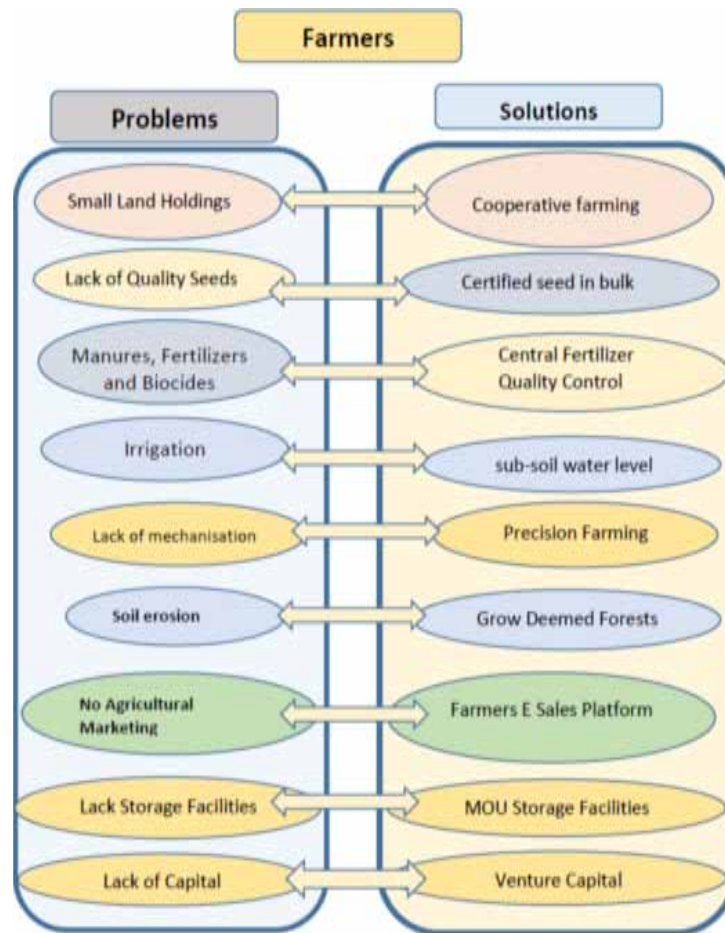 Farmers
Problems
Solutions
Small Land Holdings
Cooperative farming
Lack of Quality Seeds
Certified seed in bulk
Manures, Fertilizers
and Biocides
Central Fertilizer
Quality Control
Irrigation
sub-soil water level
Lack of mechanisation
Precision Farming
Soil erosion
Grow Deemed Forests
No Agricultural
Marketing
Farmers E Sales Platform
Lack Storage Facilities
MOU Storage Facilities
Lack of Capital
Venture Capital